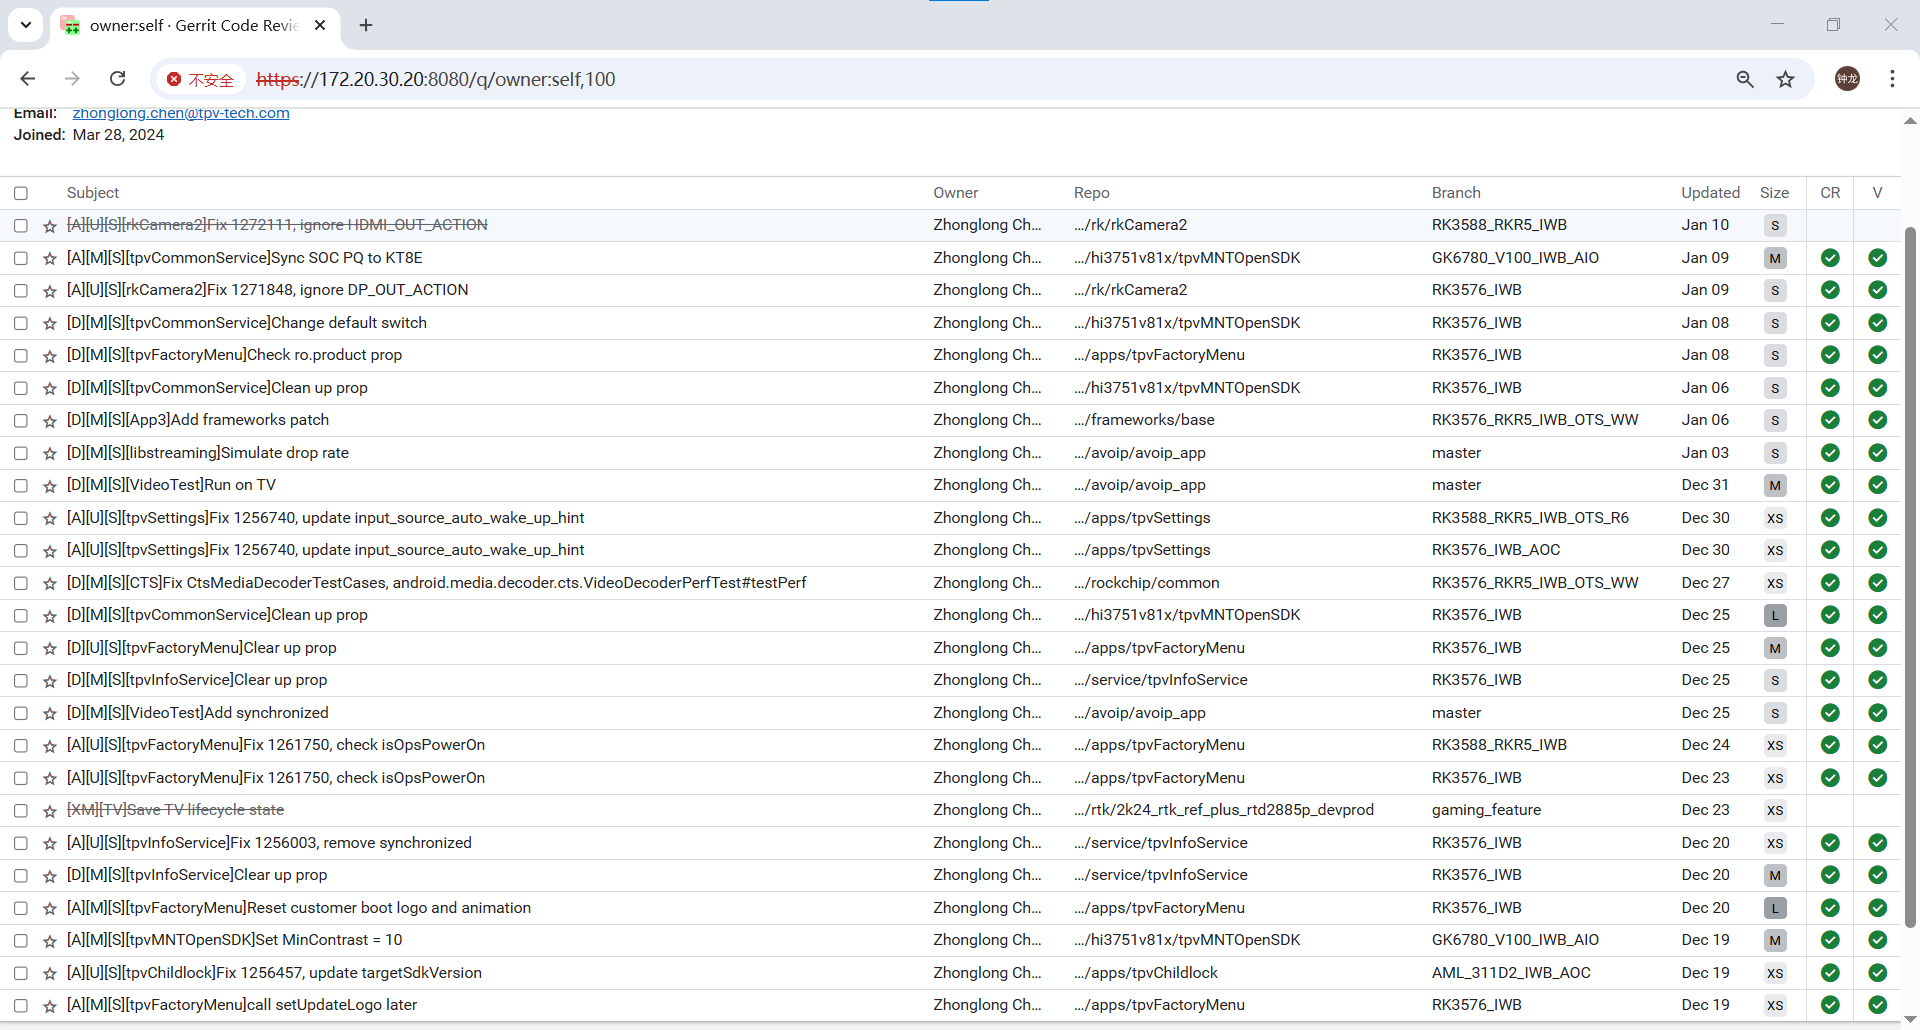 owner:self · Gerrit Code Revie
不安全 https://172.20.30.20:8080/q/owner:self,100 钟龙
Email: zhonglong.chen@tpv-tech.com
Joined: Mar 28, 2024
Subject Owner Repo Branch Updated Size CR V
[A][U][S][rkCamera2]Fix 1272111, ignore HDMI_OUT_ACTION Zhonglong Ch... .../rk/rkCamera2 RK3588_RKR5_IWB Jan 10 S
[A][M][S][tpvCommonService]Sync SOC PQ to KT8E Zhonglong Ch... .../hi3751v81x/tpvMNTOpenSDK GK6780_V100_IWB_AIO Jan 09 M
[A][U][S][rkCamera2]Fix 1271848, ignore DP_OUT_ACTION Zhonglong Ch... .../rk/rkCamera2 RK3576_IWB Jan 09 S
[D][M][S][tpvCommonService]Change default switch Zhonglong Ch... .../hi3751v81x/tpvMNTOpenSDK RK3576_IWB Jan 08 S
[D][M][S][tpvFactoryMenu]Check ro.product prop Zhonglong Ch... .../apps/tpvFactoryMenu RK3576_IWB Jan 08 S
[D][M][S][tpvCommonService]Clean up prop Zhonglong Ch... .../hi3751v81x/tpvMNTOpenSDK RK3576_IWB Jan 06 S
[D][M][S][App3]Add frameworks patch Zhonglong Ch... .../frameworks/base RK3576_RKR5_IWB_OTS_WW Jan 06 S
[D][M][S][libstreaming]Simulate drop rate Zhonglong Ch... .../avoip/avoip_app master Jan 03 S
[D][M][S][VideoTest]Run on TV Zhonglong Ch... .../avoip/avoip_app master Dec 31 M
[A][U][S][tpvSettings]Fix 1256740, update input_source_auto_wake_up_hint Zhonglong Ch... .../apps/tpvSettings RK3588_RKR5_IWB_OTS_R6 Dec 30 XS
[A][U][S][tpvSettings]Fix 1256740, update input_source_auto_wake_up_hint Zhonglong Ch... .../apps/tpvSettings RK3576_IWB_AOC Dec 30 XS
[D][M][S][CTS]Fix CtsMediaDecoderTestCases, android.media.decoder.cts.VideoDecoderPerfTest#testPerf Zhonglong Ch... .../rockchip/common RK3576_RKR5_IWB_OTS_WW Dec 27 XS
[D][M][S][tpvCommonService]Clean up prop Zhonglong Ch... .../hi3751v81x/tpvMNTOpenSDK RK3576_IWB Dec 25 L
[D][U][S][tpvFactoryMenu]Clear up prop Zhonglong Ch... .../apps/tpvFactoryMenu RK3576_IWB Dec 25 M
[D][M][S][tpvInfoService]Clear up prop Zhonglong Ch... .../service/tpvInfoService RK3576_IWB Dec 25 S
[D][M][S][VideoTest]Add synchronized Zhonglong Ch... .../avoip/avoip_app master Dec 25 S
[A][U][S][tpvFactoryMenu]Fix 1261750, check isOpsPowerOn Zhonglong Ch... .../apps/tpvFactoryMenu RK3588_RKR5_IWB Dec 24 XS
[A][U][S][tpvFactoryMenu]Fix 1261750, check isOpsPowerOn Zhonglong Ch... .../apps/tpvFactoryMenu RK3576_IWB Dec 23 XS
[XM][TV]Save TV lifecycle state Zhonglong Ch... .../rtk/2k24_rtk_ref_plus_rtd2885p_devprod gaming_feature Dec 23 XS
[A][U][S][tpvInfoService]Fix 1256003, remove synchronized Zhonglong Ch... .../service/tpvInfoService RK3576_IWB Dec 20 XS
[D][M][S][tpvInfoService]Clear up prop Zhonglong Ch... .../service/tpvInfoService RK3576_IWB Dec 20 M
[A][M][S][tpvFactoryMenu]Reset customer boot logo and animation Zhonglong Ch... .../apps/tpvFactoryMenu RK3576_IWB Dec 20 L
[A][M][S][tpvMNTOpenSDK]Set MinContrast = 10 Zhonglong Ch... .../hi3751v81x/tpvMNTOpenSDK GK6780_V100_IWB_AIO Dec 19 M
[A][U][S][tpvChildlock]Fix 1256457, update targetSdkVersion Zhonglong Ch... .../apps/tpvChildlock AML_311D2_IWB_AOC Dec 19 XS
[A][M][S][tpvFactoryMenu]call setUpdateLogo later Zhonglong Ch... .../apps/tpvFactoryMenu RK3576_IWB Dec 19 XS